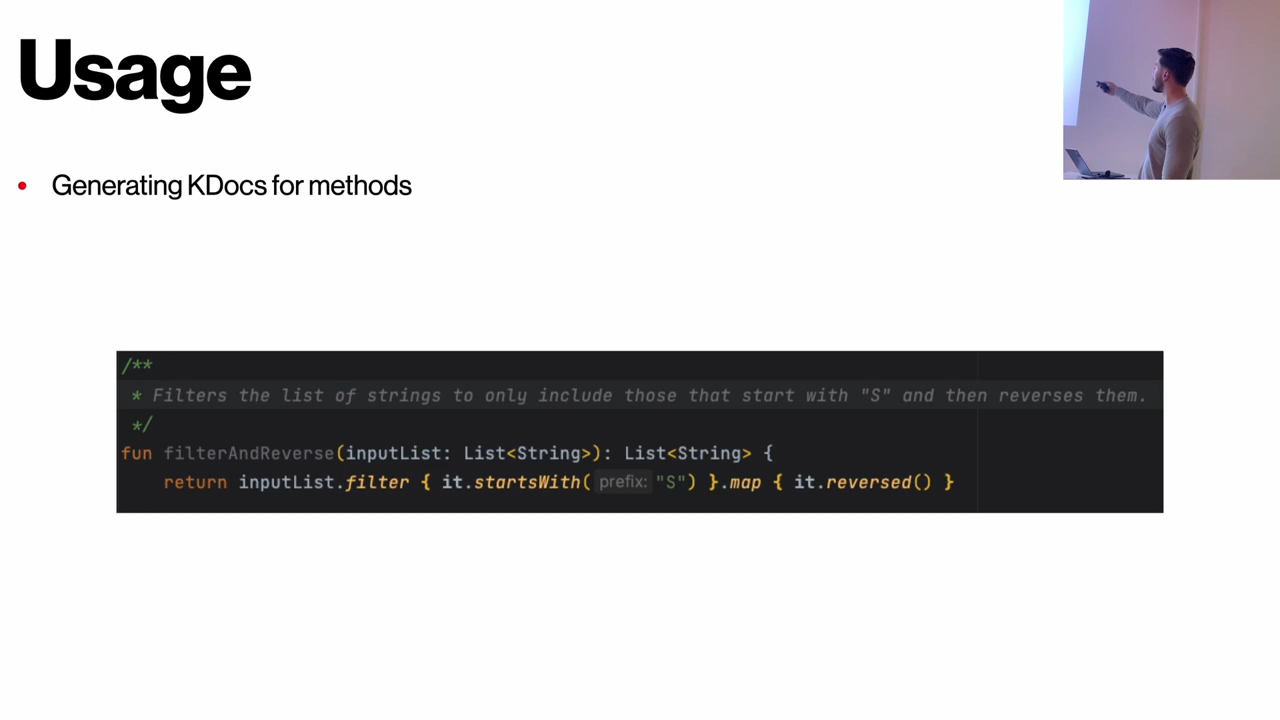 Usage
• Generating KDocs for methods
/**
* Filters the list of strings to only include those that start with "S" and then reverses them.
*/
fun filterAndReverse(inputList: List<String>): List<String> {
return inputList.filter { it.startsWith( prefix: "S") }.map { it.reversed() }